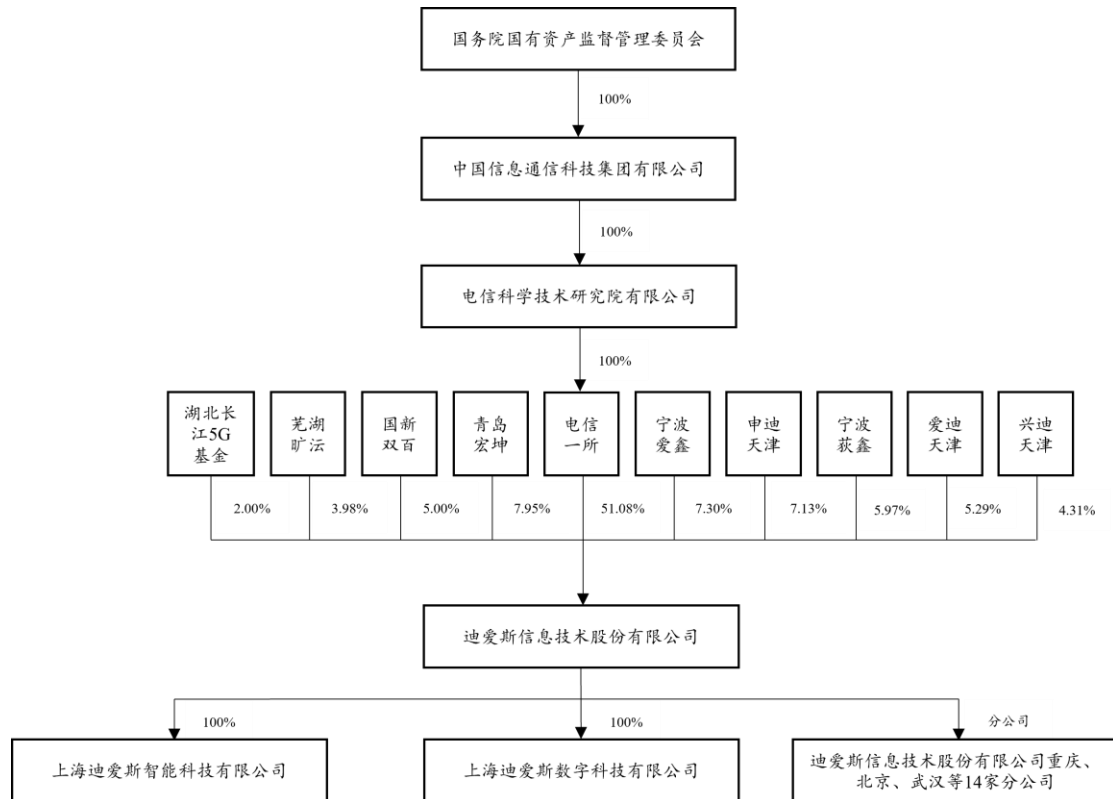 国务院国有资产监督管理委员会
100%
中国信息通信科技集团有限公司
100%
电信科学技术研究院有限公司
100%
湖北长
江5G
基金
芜湖
旷沄
国新
双百
青岛
宏坤
电信
一所
宁波
爱鑫
申迪
天津
宁波
荻鑫
爱迪
天津
兴迪
天津
2.00%
3.98%
5.00%
7.95%
51.08%
7.30%
7.13%
5.97%
5.29%
4.31%
迪爱斯信息技术股份有限公司
100%
100%
分公司
上海迪爱斯智能科技有限公司
上海迪爱斯数字科技有限公司
迪爱斯信息技术股份有限公司重庆、
北京、武汉等14家分公司